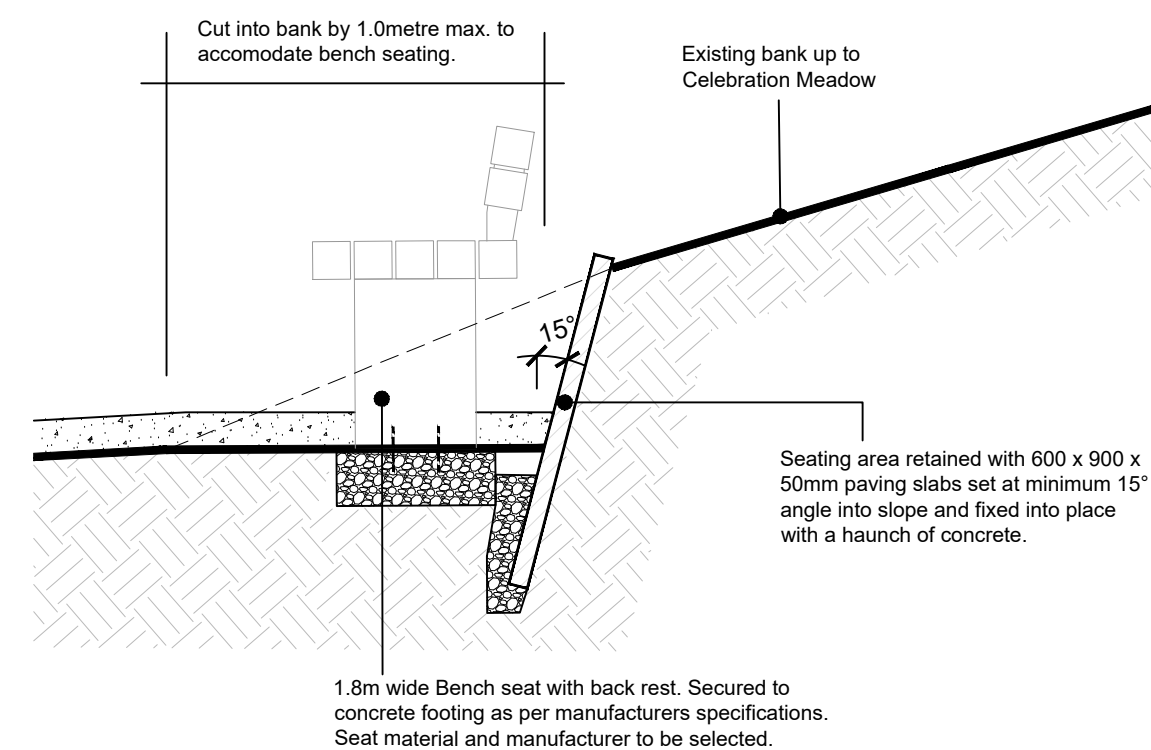 Cut into bank by 1.0metre max. to
accomodate bench seating.
Existing bank up to
Celebration Meadow
15°
Seating area retained with 600 x 900 x
50mm paving slabs set at minimum 15°
angle into slope and fixed into place
with a haunch of concrete.
1.8m wide Bench seat with back rest. Secured to
concrete footing as per manufacturers specifications.
Seat material and manufacturer to be selected.